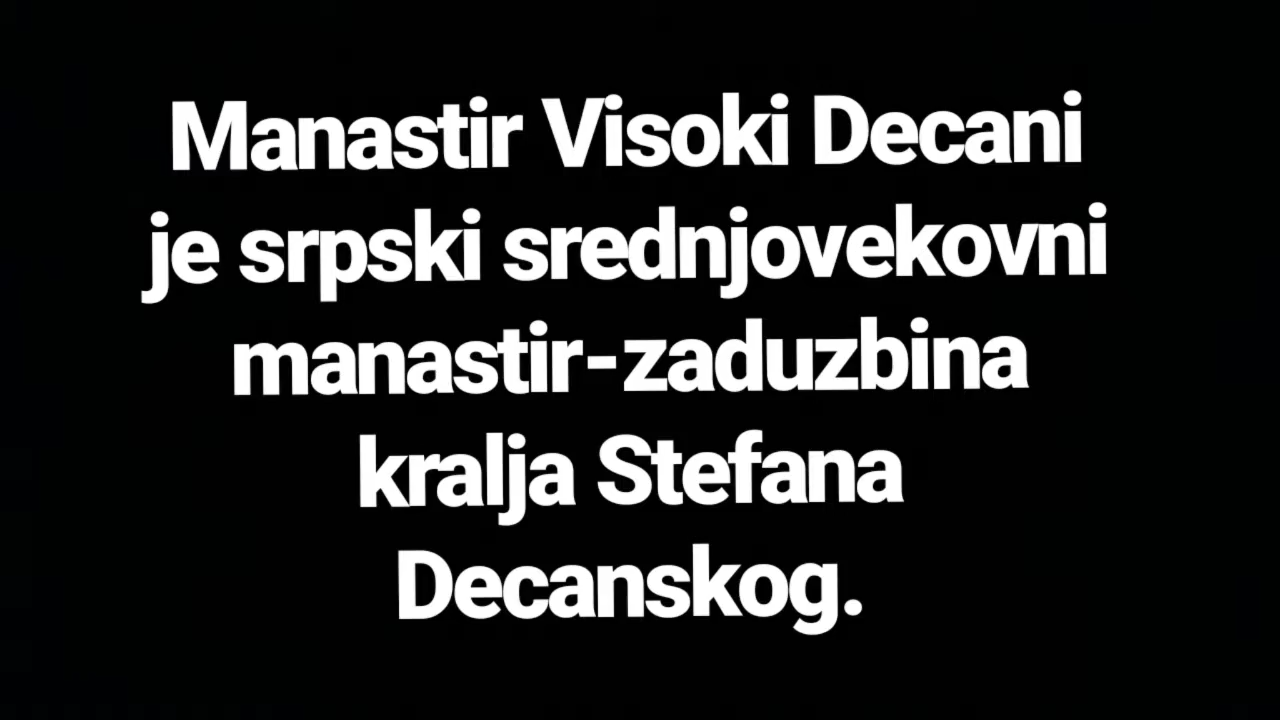 Manastir Visoki Decani
je srpski srednjovekovni
manastir-zaduzbina
kralja Stefana
Decanskog.